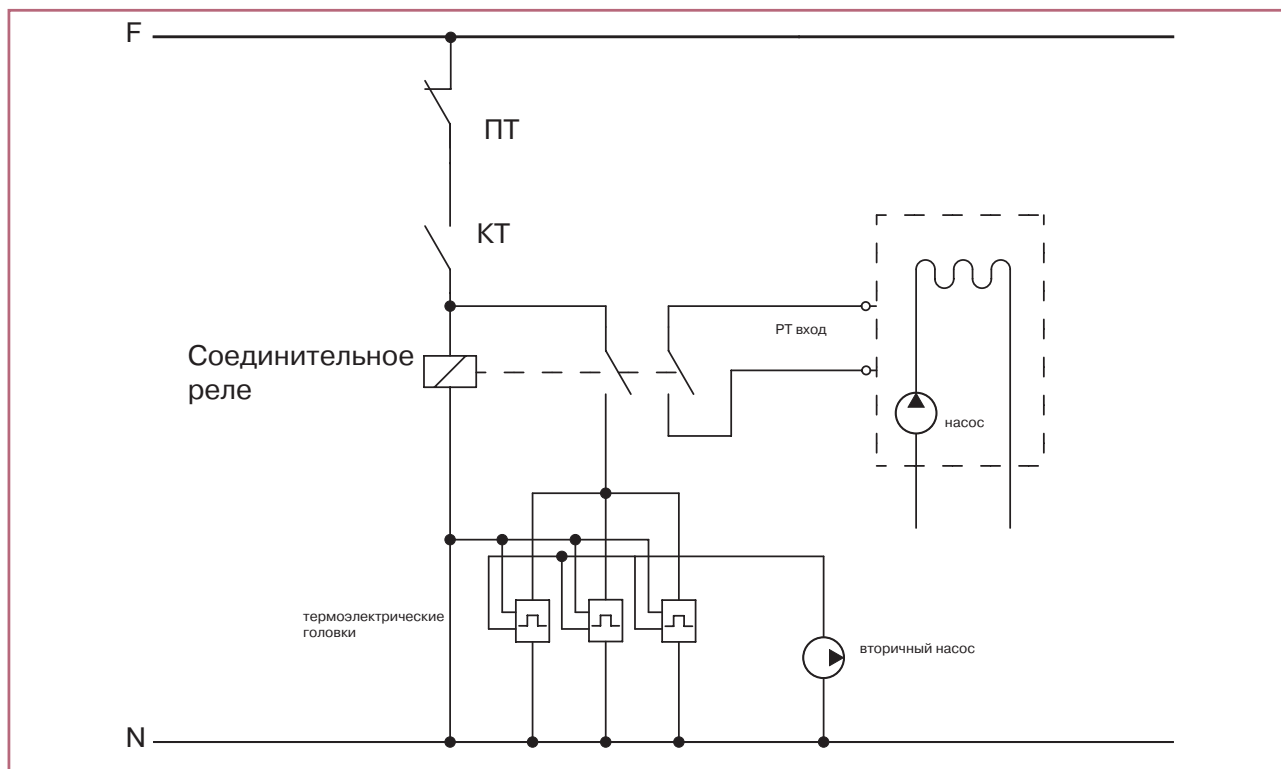 F
ПТ
КТ
Соединительное
реле
РТ вход
насос
термоэлектрические
головки
вторичный насос
N